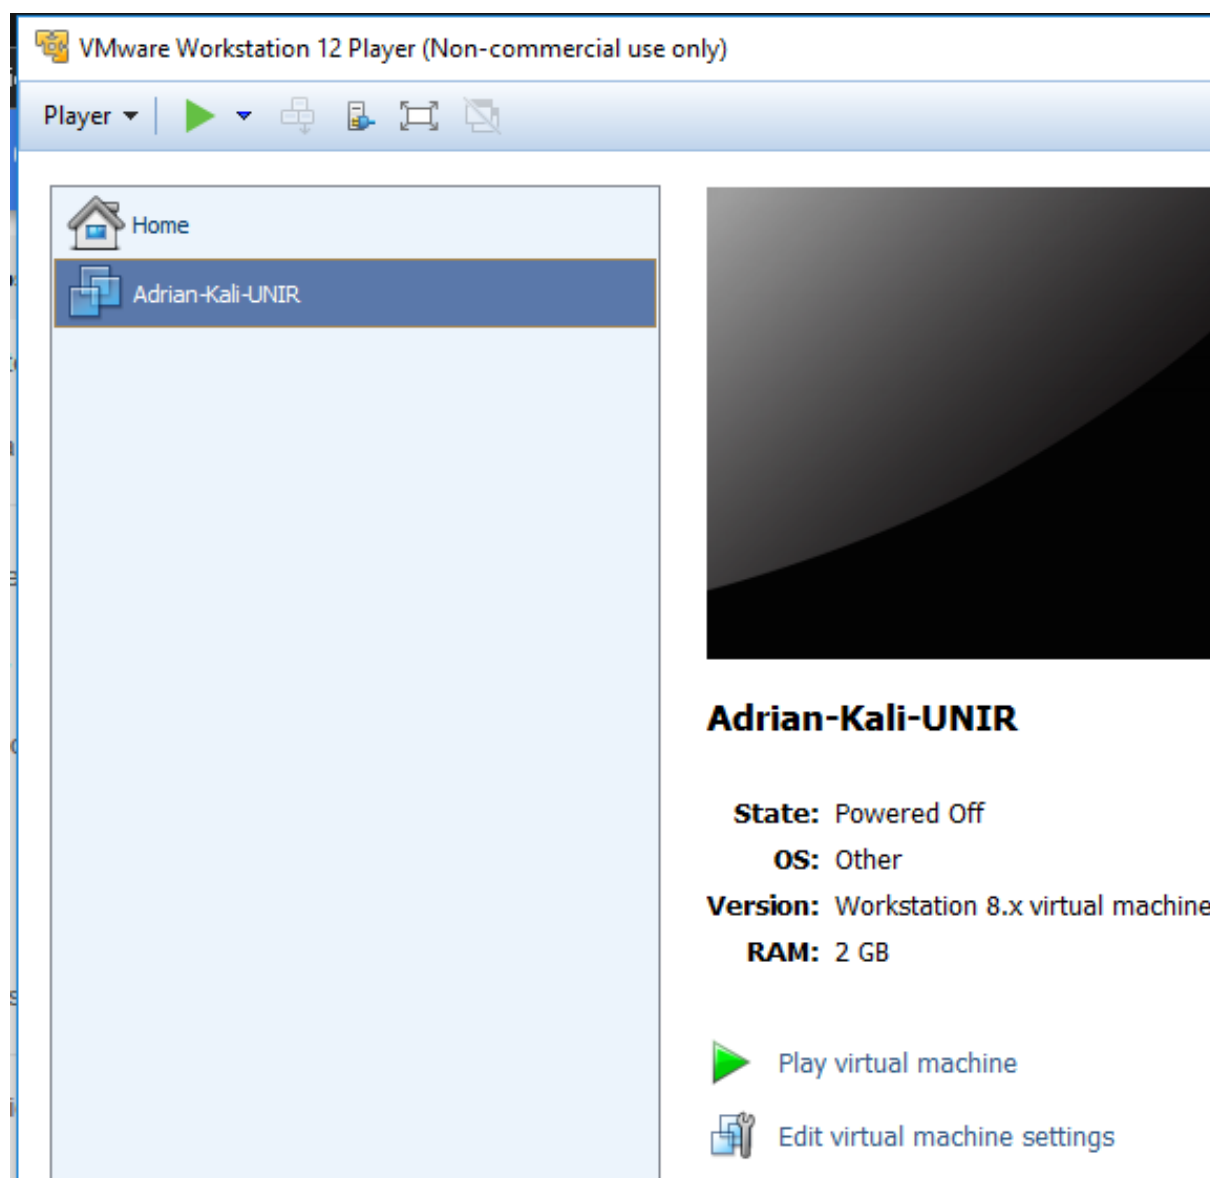 VMware Workstation 12 Player (Non-commercial use only)
Player
Home
Adrian-Kali-UNIR
Adrian-Kali-UNIR
State: Powered Off
OS: Other
Version: Workstation 8.x virtual machine
RAM: 2 GB
Play virtual machine
Edit virtual machine settings